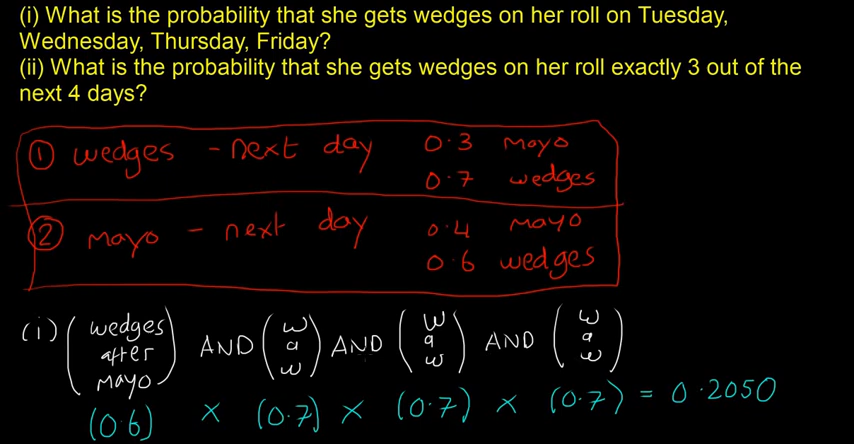 (i) What is the probability that she gets wedges on her roll on Tuesday,
Wednesday, Thursday, Friday?
(ii) What is the probability that she gets wedges on her roll exactly 3 out of the
next 4 days?
① wedges - next day 0.3 Mayo
0.7 wedges
② mayo - next day 0.4 mayo
0.6 wedges
(i) (wedges after mayo) AND (w a w) AND (w a w) AND (w a w)
(0.6) × (0.7) × (0.7) × (0.7) = 0.2050